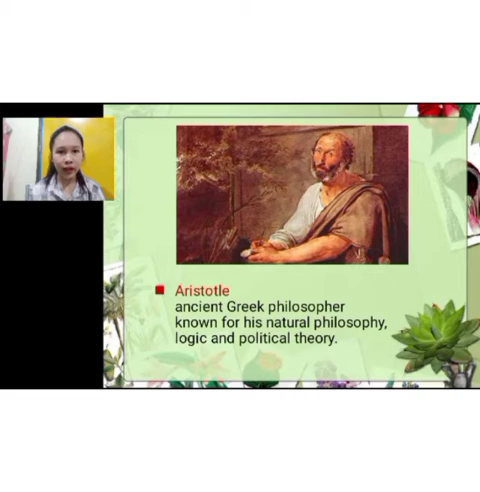 Aristotle
ancient Greek philosopher
known for his natural philosophy,
logic and political theory.